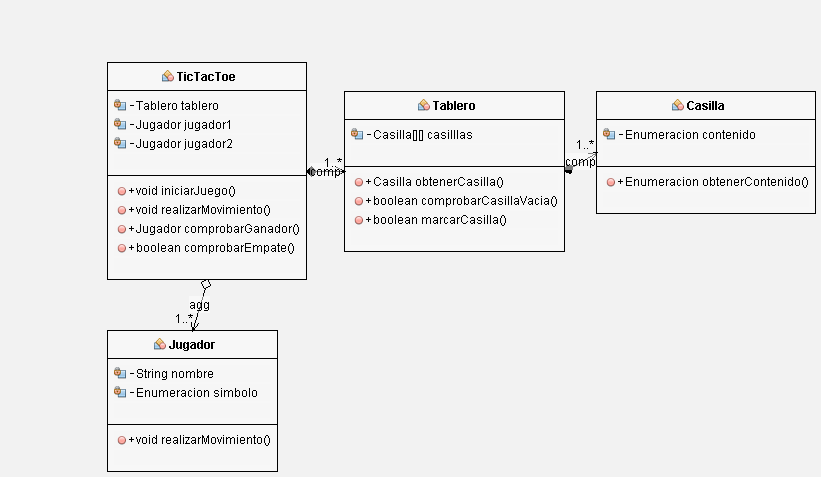 TicTacToe
-Tablero tablero
-Jugador jugador1
-Jugador jugador2
+void iniciarJuego()
+void realizarMovimiento()
+Jugador comprobarGanador()
+boolean comprobarEmpate()
1..*
comp
Tablero
-Casilla[][] casilllas
+Casilla obtenerCasilla()
+boolean comprobarCasillaVacia()
+boolean marcarCasilla()
1..*
comp
Casilla
-Enumeracion contenido
+Enumeracion obtenerContenido()
agg
1..*
Jugador
-String nombre
-Enumeracion simbolo
+void realizarMovimiento()